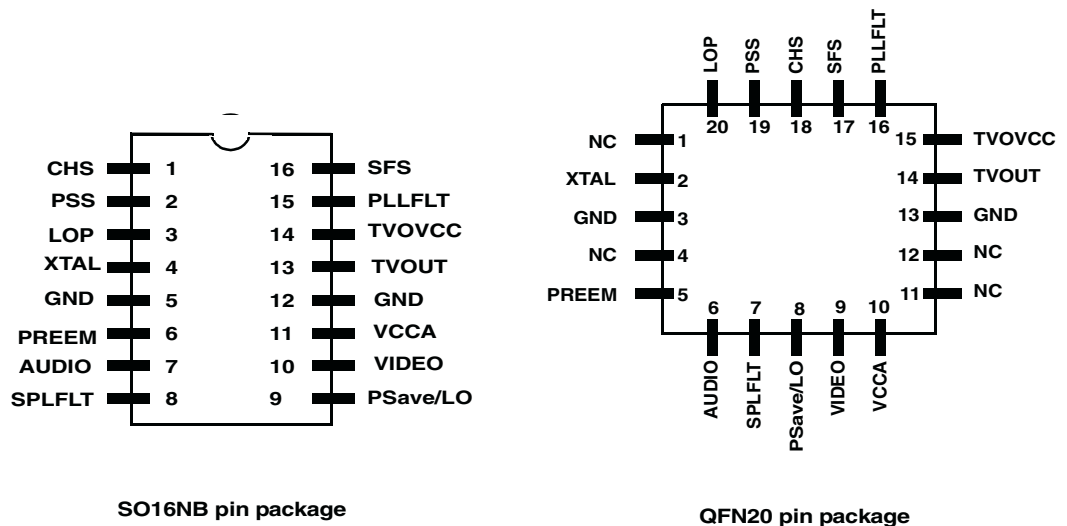 CHS 1 16 SFS
PSS 2 15 PLLFLT
LOP 3 14 TVOVCC
XTAL 4 13 TVOUT
GND 5 12 GND
PREEM 6 11 VCCA
AUDIO 7 10 VIDEO
SPLFLT 8 9 PSave/LO
SO16NB pin package
LOP PSS CHS SFS PLLFLT
20 19 18 17 16
NC 1 15 TVOVCC
XTAL 2 14 TVOUT
GND 3 13 GND
NC 4 12 NC
PREEM 5 11 NC
6 7 8 9 10
AUDIO SPLFLT PSave/LO VIDEO VCCA
QFN20 pin package